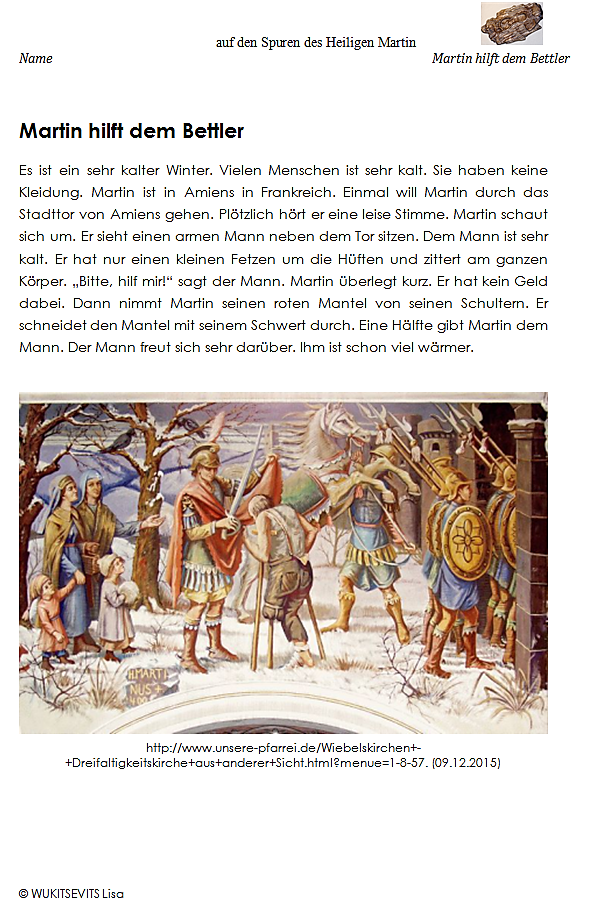 auf den Spuren des Heiligen Martin
Name
Martin hilft dem Bettler
Martin hilft dem Bettler
Es ist ein sehr kalter Winter. Vielen Menschen ist sehr kalt. Sie haben keine
Kleidung. Martin ist in Amiens in Frankreich. Einmal will Martin durch das
Stadttor von Amiens gehen. Plötzlich hört er eine leise Stimme. Martin schaut
sich um. Er sieht einen armen Mann neben dem Tor sitzen. Dem Mann ist sehr
kalt. Er hat nur einen kleinen Fetzen um die Hüften und zittert am ganzen
Körper. „Bitte, hilf mir!“ sagt der Mann. Martin überlegt kurz. Er hat kein Geld
dabei. Dann nimmt Martin seinen roten Mantel von seinen Schultern. Er
schneidet den Mantel mit seinem Schwert durch. Eine Hälfte gibt Martin dem
Mann. Der Mann freut sich sehr darüber. Ihm ist schon viel wärmer.
H.MARTI
NUS+
http://www.unsere-pfarrei.de/Wiebelskirchen+-
+Dreifaltigkeitskirche+aus+anderer+Sicht.html?menue=1-8-57. (09.12.2015)
© WUKITSEVITS Lisa